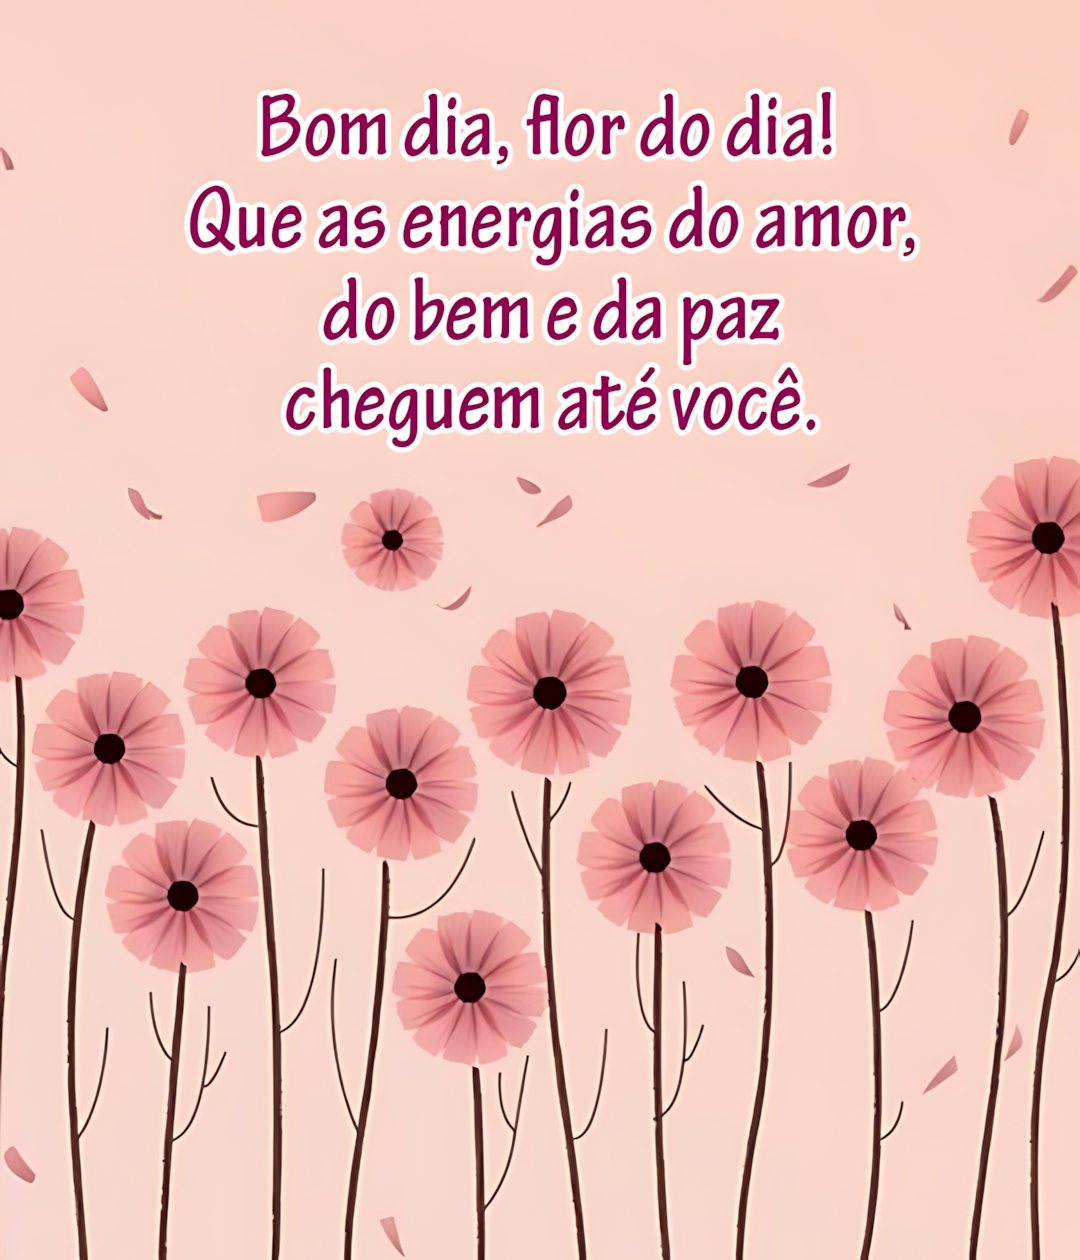 Bom dia, flor do dia!
Que as energias do amor,
do bem e da paz
cheguem até você.